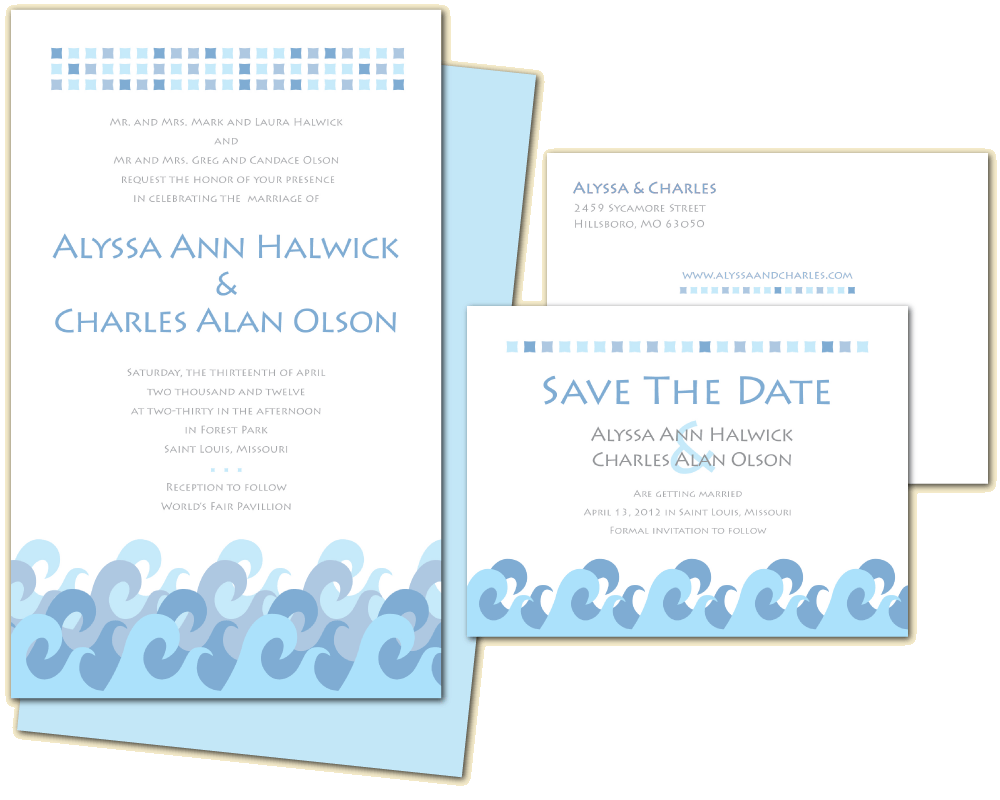 Mr. and Mrs. Mark and Laura Halwick
and
Mr and Mrs. Greg and Candace Olson
request the honor of your presence
in celebrating the marriage of
Alyssa Ann Halwick
&
Charles Alan Olson
Saturday, the thirteenth of april
two thousand and twelve
at two-thirty in the afternoon
in Forest Park
Saint Louis, Missouri
Reception to follow
World's Fair Pavillion
Alyssa & Charles
2459 Sycamore Street
Hillsboro, MO 63050
www.alyssaandcharles.com
Save The Date
Alyssa Ann Halwick
&
Charles Alan Olson
Are getting married
April 13, 2012 in Saint Louis, Missouri
Formal invitation to follow